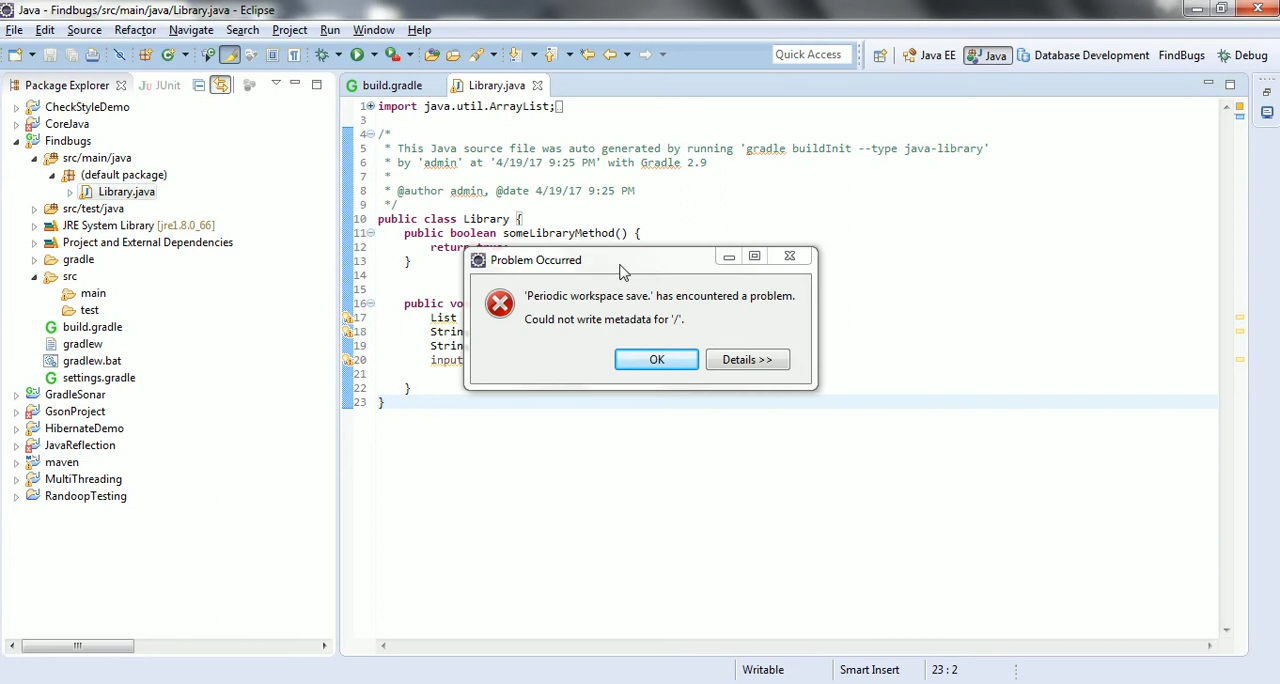 Java - Findbugs/src/main/java/Library.java - Eclipse
File Edit Source Refactor Navigate Search Project Run Window Help
Quick Access Java EE Java Database Development FindBugs Debug
Package Explorer JUnit
CheckStyleDemo
CoreJava
Findbugs
src/main/java
(default package)
Library.java
src/test/java
JRE System Library [jre1.8.0_66]
Project and External Dependencies
gradle
src
main
test
build.gradle
gradlew
gradlew.bat
settings.gradle
GradleSonar
GsonProject
HibernateDemo
JavaReflection
maven
MultiThreading
RandoopTesting
build.gradle Library.java
1 import java.util.ArrayList;
3
4 /*
5 * This Java source file was auto generated by running 'gradle buildInit --type java-library'
6 * by 'admin' at '4/19/17 9:25 PM' with Gradle 2.9
7 *
8 * @author admin, @date 4/19/17 9:25 PM
9 */
10 public class Library {
11 public boolean someLibraryMethod() {
12 return true;
13 }
14
15
16 public vo
17 List
18 Strin
19 Strin
20 input
21
22 }
23 }
Problem Occurred
'Periodic workspace save.' has encountered a problem.
Could not write metadata for '/'.
OK Details >>
Writable Smart Insert 23 : 2